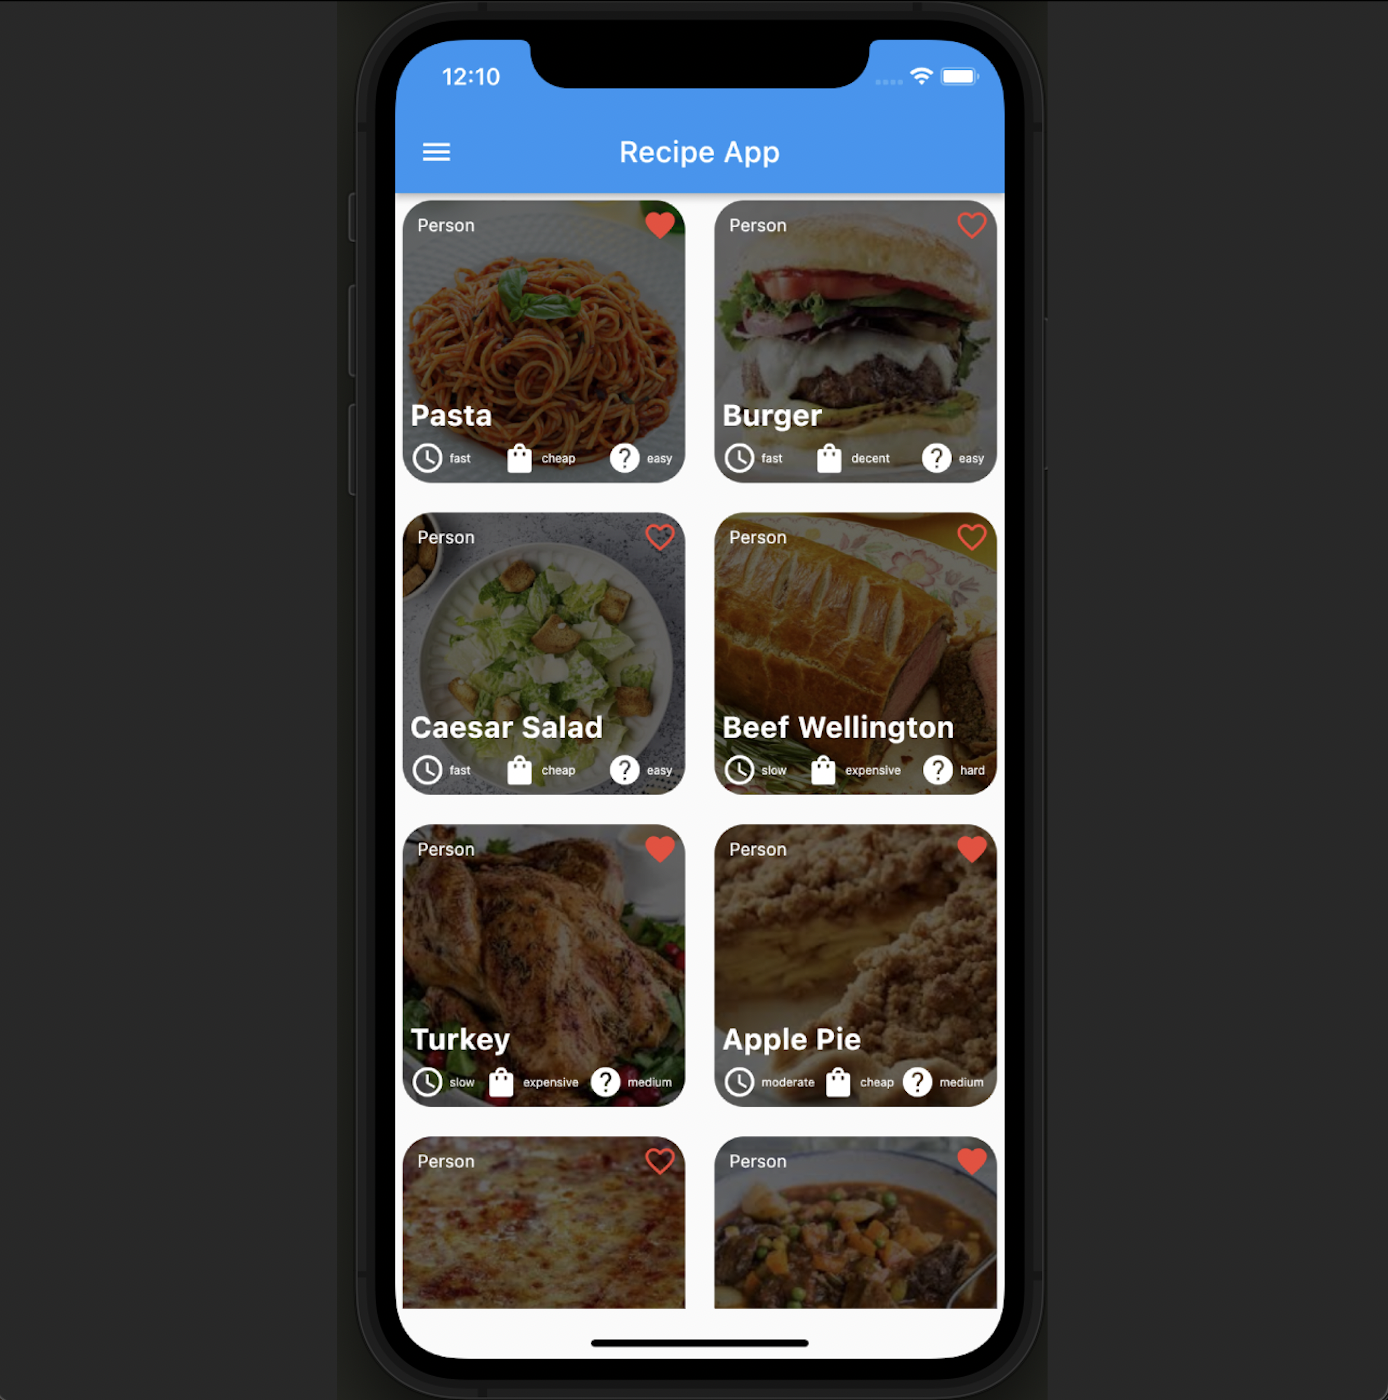 12:10
Recipe App
Person
Person
Pasta
Burger
fast cheap easy
fast decent easy
Person
Person
Caesar Salad
Beef Wellington
fast cheap easy
slow expensive hard
Person
Person
Turkey
Apple Pie
slow expensive medium
moderate cheap medium
Person
Person